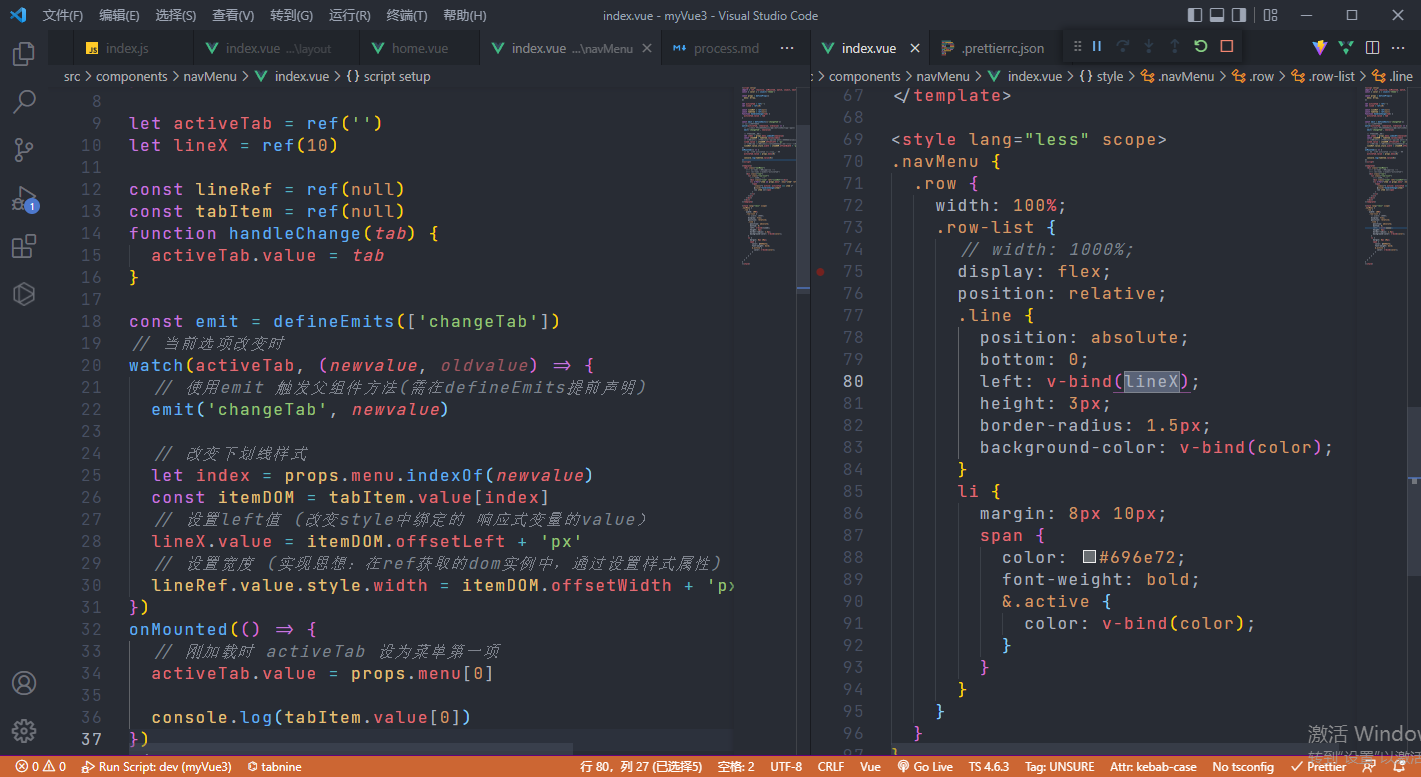 文件(F) 编辑(E) 选择(S) 查看(V) 转到(G) 运行(R) 终端(T) 帮助(H) index.vue - myVue3 - Visual Studio Code
JS index.js index.vue ...\layout home.vue index.vue ...\navMenu process.md ··· index.vue .prettierrc.json ···
src > components > navMenu > index.vue > {} script setup
components > navMenu > index.vue > {} style > .navMenu > .row > .row-list > .line
8
9 let activeTab = ref('')
10 let lineX = ref(10)
11
12 const lineRef = ref(null)
13 const tabItem = ref(null)
14 function handleChange(tab) {
15 activeTab.value = tab
16 }
17
18 const emit = defineEmits(['changeTab'])
19 // 当前选项改变时
20 watch(activeTab, (newvalue, oldvalue) => {
21 // 使用emit 触发父组件方法(需在defineEmits提前声明)
22 emit('changeTab', newvalue)
23
24 // 改变下划线样式
25 let index = props.menu.indexOf(newvalue)
26 const itemDOM = tabItem.value[index]
27 // 设置left值 (改变style中绑定的 响应式变量的value)
28 lineX.value = itemDOM.offsetLeft + 'px'
29 // 设置宽度 (实现思想: 在ref获取的dom实例中, 通过设置样式属性)
30 lineRef.value.style.width = itemDOM.offsetWidth + 'px
31 })
32 onMounted(() => {
33 // 刚加载时 activeTab 设为菜单第一项
34 activeTab.value = props.menu[0]
35
36 console.log(tabItem.value[0])
37 })
67 </template>
68
69 <style lang="less" scope>
70 .navMenu {
71 .row {
72 width: 100%;
73 .row-list {
74 // width: 1000%;
75 display: flex;
76 position: relative;
77 .line {
78 position: absolute;
79 bottom: 0;
80 left: v-bind(lineX);
81 height: 3px;
82 border-radius: 1.5px;
83 background-color: v-bind(color);
84 }
85 li {
86 margin: 8px 10px;
87 span {
88 color: #696e72;
89 font-weight: bold;
90 &.active {
91 color: v-bind(color);
92 }
93 }
94 }
95 }
96 }
97 }
1
激活 Window
转到"设置"以激活
0 0 Run Script: dev (myVue3) tabnine 行 80, 列 27 (已选择5) 空格: 2 UTF-8 CRLF Vue Go Live TS 4.6.3 Tag: UNSURE Attr: kebab-case No tsconfig Prettier